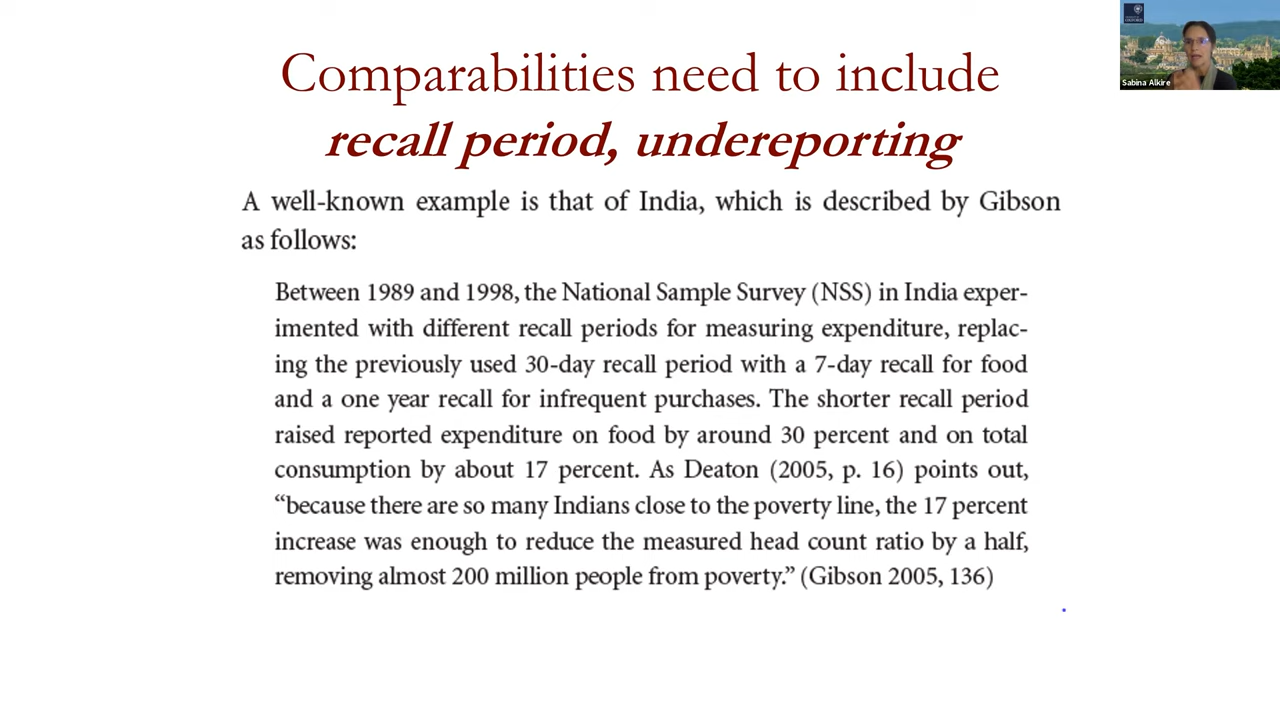 Comparabilities need to include
recall period, undereporting
A well-known example is that of India, which is described by Gibson
as follows:
Between 1989 and 1998, the National Sample Survey (NSS) in India exper-
imented with different recall periods for measuring expenditure, replac-
ing the previously used 30-day recall period with a 7-day recall for food
and a one year recall for infrequent purchases. The shorter recall period
raised reported expenditure on food by around 30 percent and on total
consumption by about 17 percent. As Deaton (2005, p. 16) points out,
“because there are so many Indians close to the poverty line, the 17 percent
increase was enough to reduce the measured head count ratio by a half,
removing almost 200 million people from poverty.” (Gibson 2005, 136)
Sabina Alkire